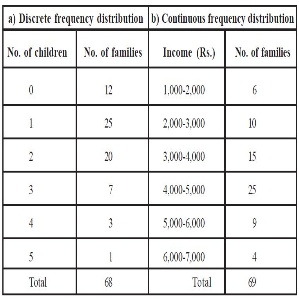 a) Discrete frequency distribution b) Continuous frequency distribution
No. of children No. of families Income (Rs.) No. of families
0 12 1,000-2,000 6
1 25 2,000-3,000 10
2 20 3,000-4,000 15
3 7 4,000-5,000 25
4 3 5,000-6,000 9
5 1 6,000-7,000 4
Total 68 Total 69